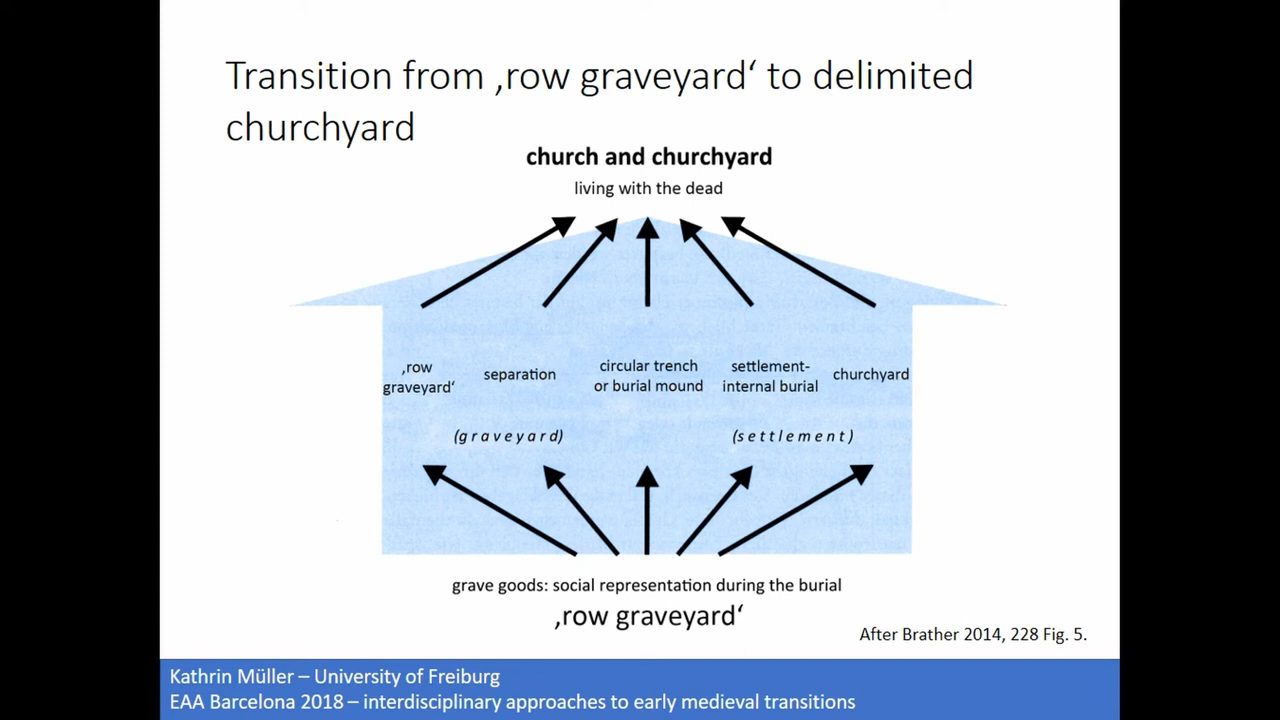 Transition from ‚row graveyard‘ to delimited
churchyard
church and churchyard
living with the dead
‚row
graveyard‘
separation
circular trench
or burial mound
settlement-
internal burial
churchyard
(graveyard)
(settlement)
grave goods: social representation during the burial
‚row graveyard‘
After Brather 2014, 228 Fig. 5.
Kathrin Müller – University of Freiburg
EAA Barcelona 2018 – interdisciplinary approaches to early medieval transitions